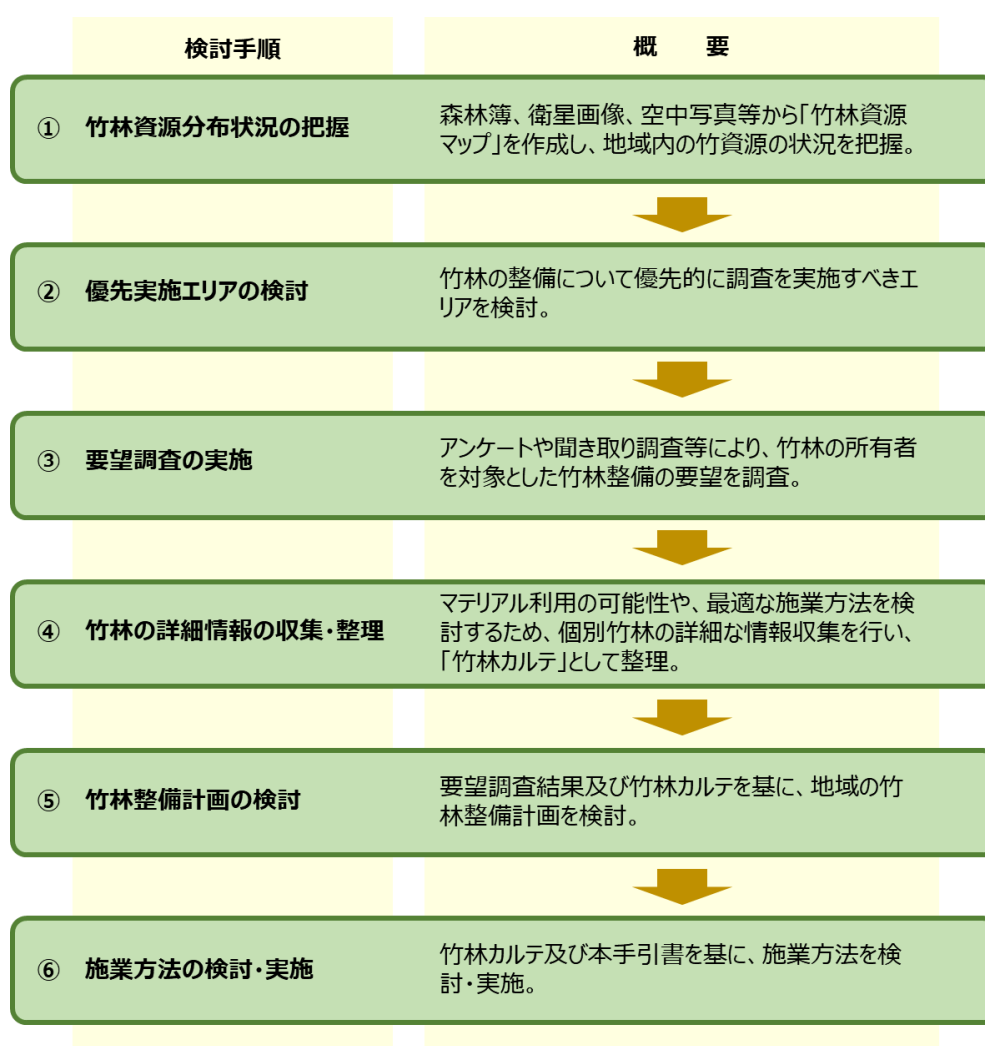 検討手順
概　要
① 竹林資源分布状況の把握
森林簿、衛星画像、空中写真等から「竹林資源
マップ」を作成し、地域内の竹資源の状況を把握。
② 優先実施エリアの検討
竹林の整備について優先的に調査を実施すべきエ
リアを検討。
③ 要望調査の実施
アンケートや聞き取り調査等により、竹林の所有者
を対象とした竹林整備の要望を調査。
④ 竹林の詳細情報の収集・整理
マテリアル利用の可能性や、最適な施業方法を検
討するため、個別竹林の詳細な情報収集を行い、
「竹林カルテ」として整理。
⑤ 竹林整備計画の検討
要望調査結果及び竹林カルテを基に、地域の竹
林整備計画を検討。
⑥ 施業方法の検討・実施
竹林カルテ及び本手引書を基に、施業方法を検
討・実施。